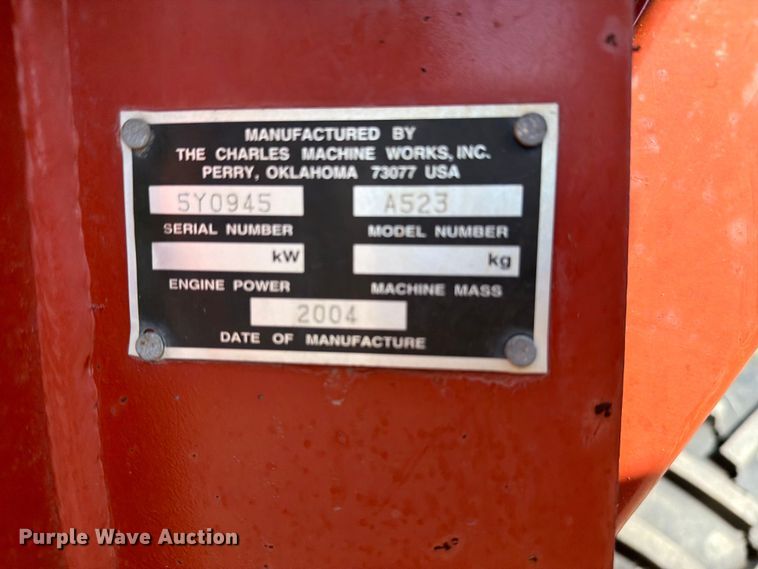 MANUFACTURED BY
THE CHARLES MACHINE WORKS, INC.
PERRY, OKLAHOMA 73077 USA
5Y0945 A523
SERIAL NUMBER MODEL NUMBER
kW kg
ENGINE POWER MACHINE MASS
2004
DATE OF MANUFACTURE
Purple Wave Auction®